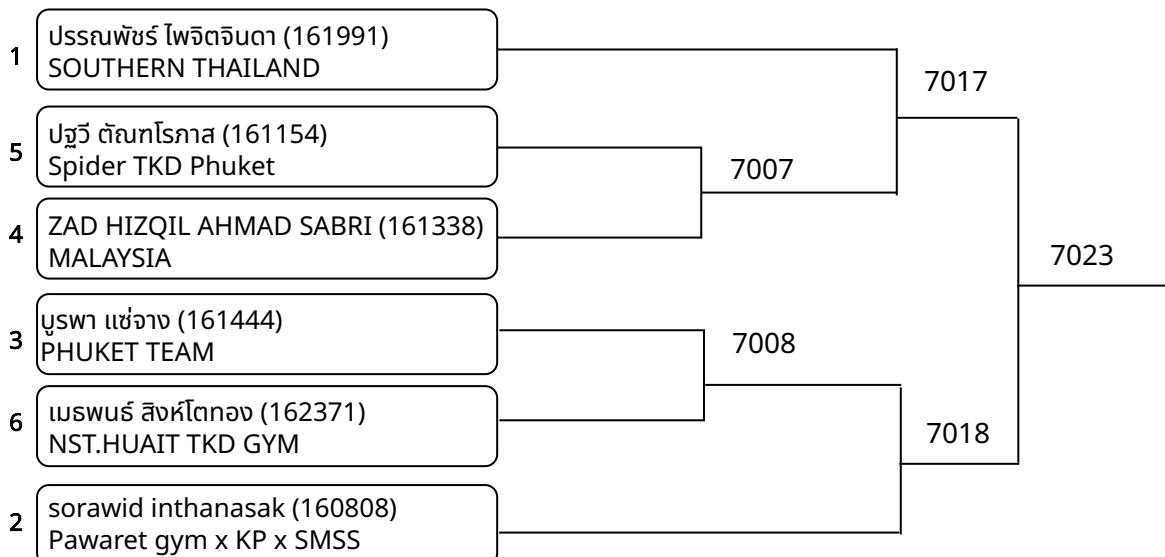 1
ปรรณพัชร์ ไพจิตจินดา (161991)
SOUTHERN THAILAND
7017
5
ปฐวี ตัณฑโรภาส (161154)
Spider TKD Phuket
7007
4
ZAD HIZQIL AHMAD SABRI (161338)
MALAYSIA
7023
3
บูรพา แซ่จาง (161444)
PHUKET TEAM
7008
6
เมธพนธ์ สิงห์โตทอง (162371)
NST.HUAIT TKD GYM
7018
2
sorawid inthanasak (160808)
Pawaret gym x KP x SMSS